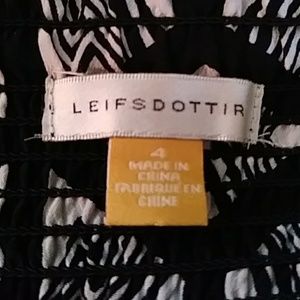 LEIFSDOTTIR
4
MADE IN
CHINA
FABRIQUE EN
CHINE